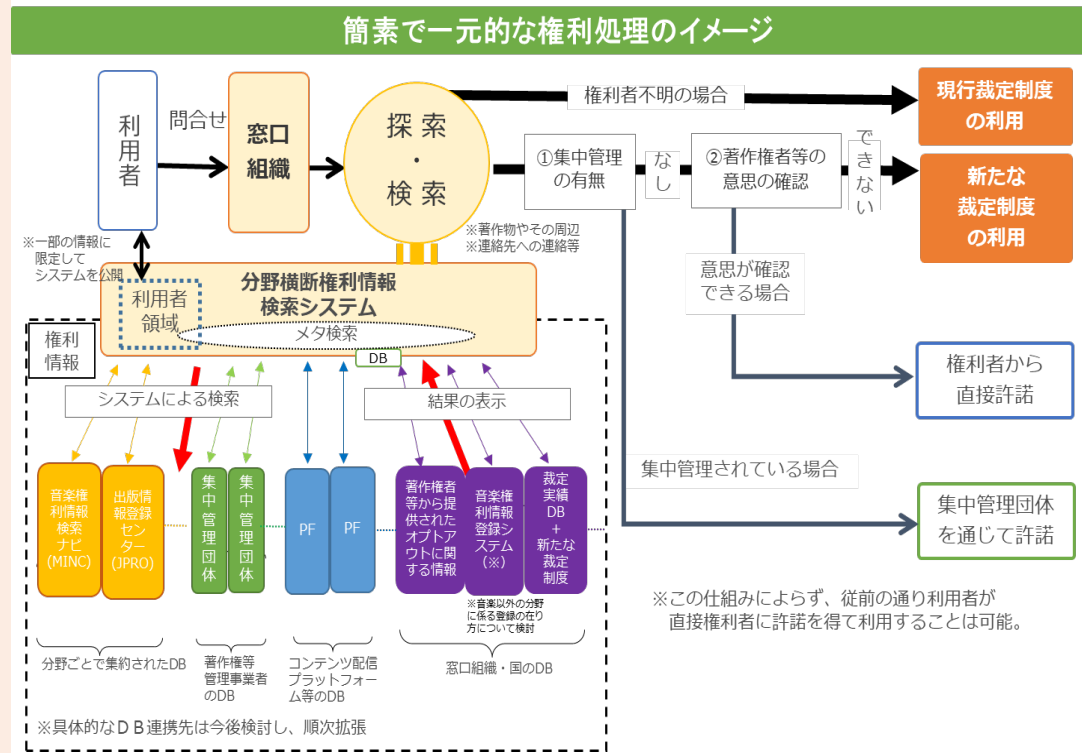 簡素で一元的な権利処理のイメージ
利用者
問合せ
窓口
組織
探索
・
検索
権利者不明の場合
現行裁定制度
の利用
①集中管理
の有無
なし
②著作権者等の
意思の確認
できない
新たな
裁定制度
の利用
※著作物やその周辺
※連絡先への連絡等
※一部の情報に
限定して
システムを公開
意思が確認
できる場合
分野横断権利情報
検索システム
利用者
領域
メタ検索
DB
権利
情報
システムによる検索
結果の表示
権利者から
直接許諾
集中管理されている場合
集中管理団体
を通じて許諾
音楽権
利情報
検索
ナビ
(MINC)
出版情
報登録
セン
ター
(JPRO)
集中管理団体
集中管理団体
PF
PF
著作権者
等から提
供された
オプトア
ウトに関
する情報
音楽権
利情報
登録シ
ステム
(※)
裁定
実績
DB
+
新たな
裁定
制度
※音楽以外の分野
に係る登録の在り
方について検討
※この仕組みによらず、従前の通り利用者が
直接権利者に許諾を得て利用することは可能。
分野ごとで集約されたDB
著作権等
管理事業者
のDB
コンテンツ配信
プラットフォー
ム等のDB
窓口組織・国のDB
※具体的なＤＢ連携先は今後検討し、順次拡張